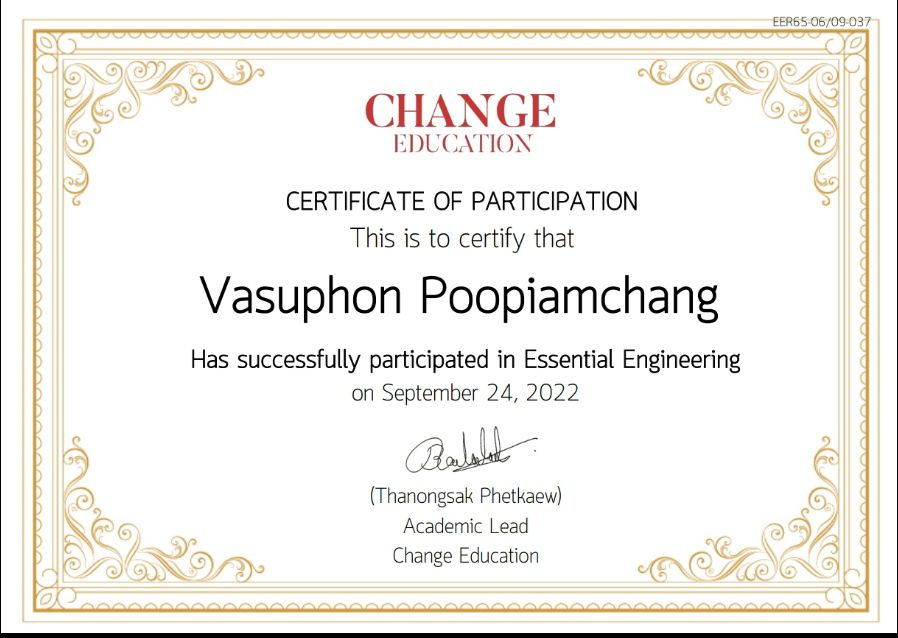 EER65-06/09-037
CHANGE
EDUCATION
CERTIFICATE OF PARTICIPATION
This is to certify that
Vasuphon Poopiamchang
Has successfully participated in Essential Engineering
on September 24, 2022
(Thanongsak Phetkaew)
Academic Lead
Change Education